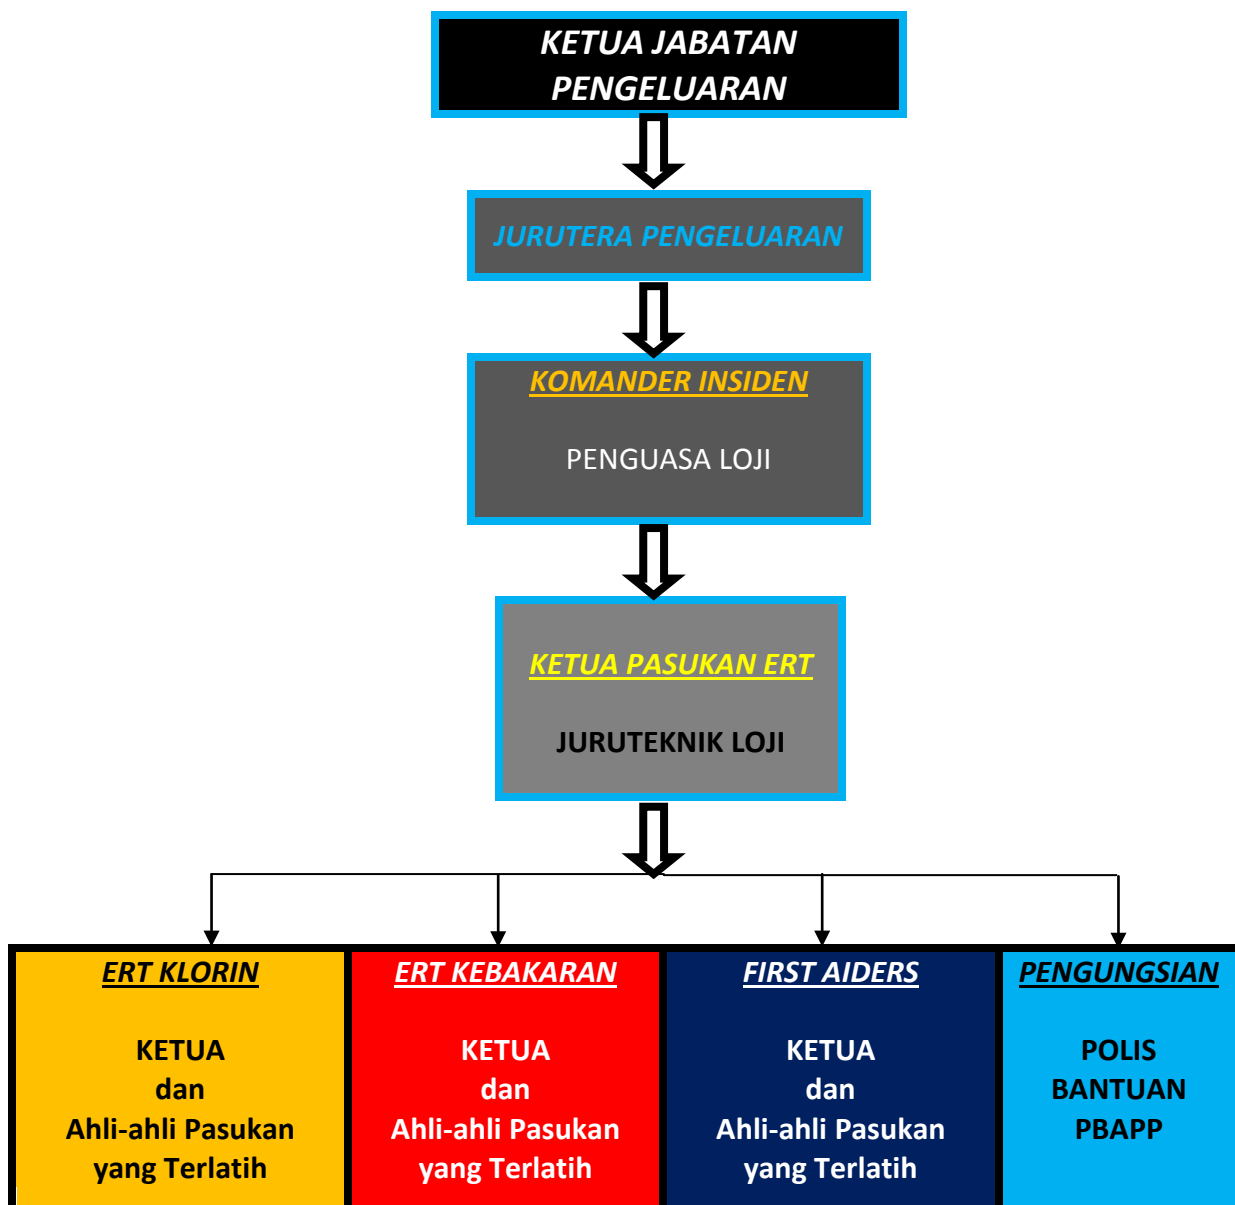 KETUA JABATAN
PENGELUARAN
JURUTERA PENGELUARAN
KOMANDER INSIDEN
PENGUASA LOJI
KETUA PASUKAN ERT
JURUTEKNIK LOJI
ERT KLORIN
KETUA
dan
Ahli-ahli Pasukan
yang Terlatih
ERT KEBAKARAN
KETUA
dan
Ahli-ahli Pasukan
yang Terlatih
FIRST AIDERS
KETUA
dan
Ahli-ahli Pasukan
yang Terlatih
PENGUNGSIAN
POLIS
BANTUAN
PBAPP